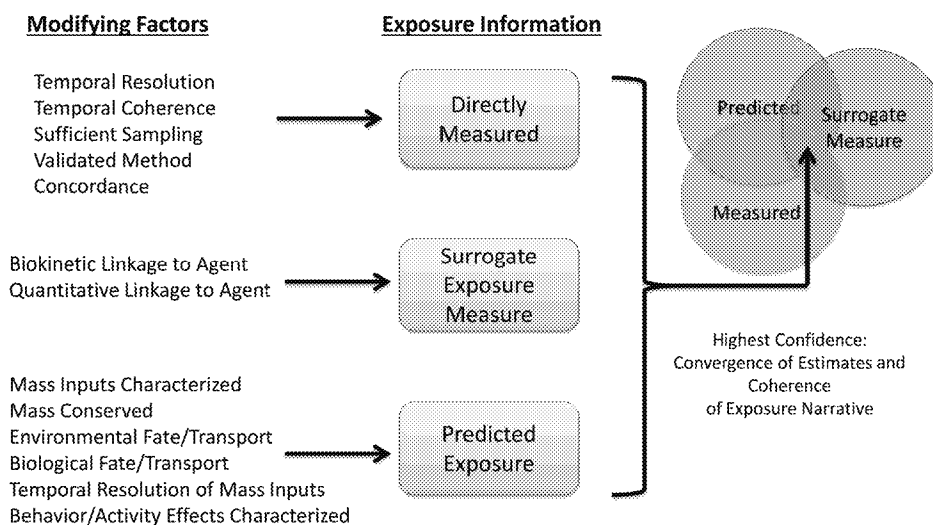 Modifying Factors
Exposure Information
Temporal Resolution
Temporal Coherence
Sufficient Sampling
Validated Method
Concordance
Directly
Measured
Biokinetic Linkage to Agent
Quantitative Linkage to Agent
Surrogate
Exposure
Measure
Mass Inputs Characterized
Mass Conserved
Environmental Fate/Transport
Biological Fate/Transport
Temporal Resolution of Mass Inputs
Behavior/Activity Effects Characterized
Predicted
Exposure
Predicted
Surrogate
Measure
Measured
Highest Confidence:
Convergence of Estimates and
Coherence
of Exposure Narrative